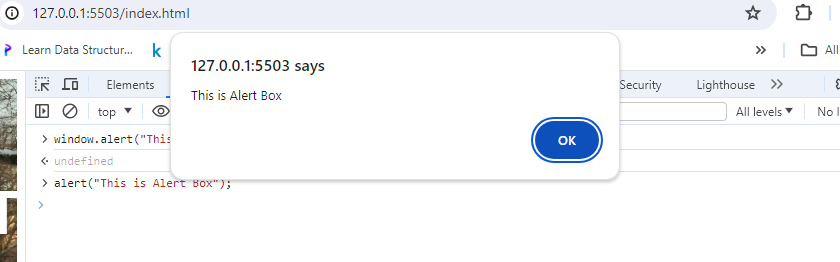 127.0.0.1:5503/index.html
Learn Data Structur...
k
»
All
127.0.0.1:5503 says
This is Alert Box
OK
Elements
Security
Lighthouse
»
top
All levels
No l
> window.alert("This
undefined
> alert("This is Alert Box");
>